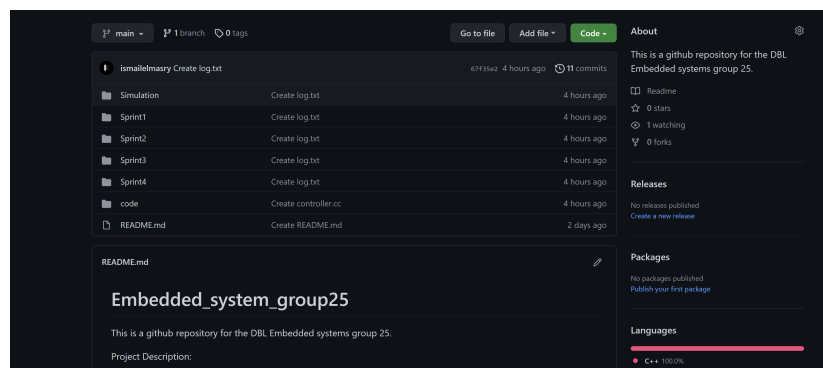 main
1 branch
0 tags
Go to file
Add file
Code
ismailelmasry Create log.txt
67f35e2 4 hours ago 11 commits
Simulation Create log.txt 4 hours ago
Sprint1 Create log.txt 4 hours ago
Sprint2 Create log.txt 4 hours ago
Sprint3 Create log.txt 4 hours ago
Sprint4 Create log.txt 4 hours ago
code Create controller.cc 4 hours ago
README.md Create README.md 2 days ago
README.md
Embedded_system_group25
This is a github repository for the DBL Embedded systems group 25.
Project Description:
About
This is a github repository for the DBL
Embedded systems group 25.
Readme
0 stars
1 watching
0 forks
Releases
No releases published
Create a new release
Packages
No packages published
Publish your first package
Languages
C++ 100.0%